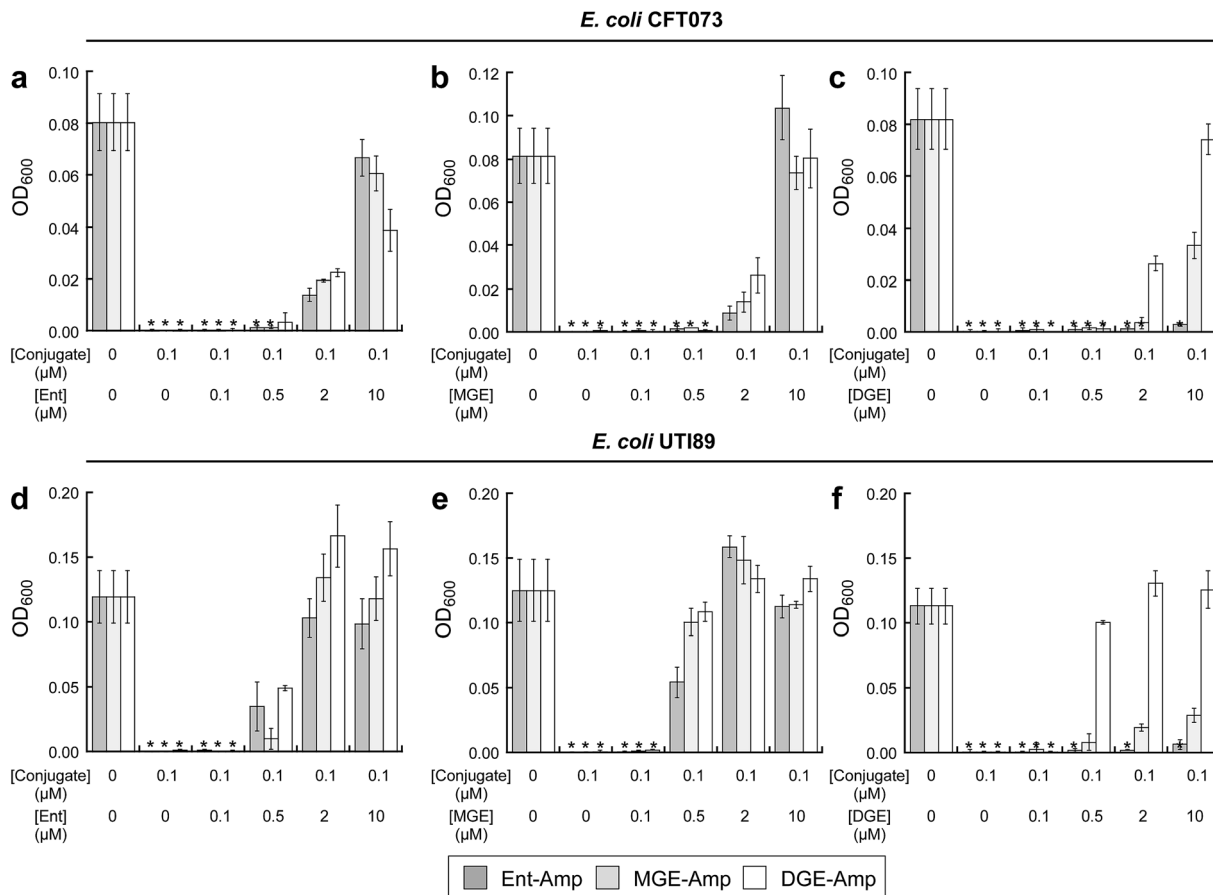 E. coli CFT073
a
b
c
0.10
0.08
0.06
0.04
0.02
0.00
OD600
0.12
0.10
0.08
0.06
0.04
0.02
0.00
OD600
0.10
0.08
0.06
0.04
0.02
0.00
OD600
* * * * * * * *
* * * * * * * * *
* * * * * * * * * * * * *
[Conjugate] 0 0.1 0.1 0.1 0.1 0.1
(µM)
[Ent] 0 0 0.1 0.5 2 10
(µM)
[Conjugate] 0 0.1 0.1 0.1 0.1 0.1
(µM)
[MGE] 0 0 0.1 0.5 2 10
(µM)
[Conjugate] 0 0.1 0.1 0.1 0.1 0.1
(µM)
[DGE] 0 0 0.1 0.5 2 10
(µM)
E. coli UTI89
d
e
f
0.20
0.15
0.10
0.05
0.00
OD600
0.20
0.15
0.10
0.05
0.00
OD600
0.20
0.15
0.10
0.05
0.00
OD600
* * * * * *
* * * * * *
* * * * * * * * *
[Conjugate] 0 0.1 0.1 0.1 0.1 0.1
(µM)
[Ent] 0 0 0.1 0.5 2 10
(µM)
[Conjugate] 0 0.1 0.1 0.1 0.1 0.1
(µM)
[MGE] 0 0 0.1 0.5 2 10
(µM)
[Conjugate] 0 0.1 0.1 0.1 0.1 0.1
(µM)
[DGE] 0 0 0.1 0.5 2 10
(µM)
Ent-Amp MGE-Amp DGE-Amp